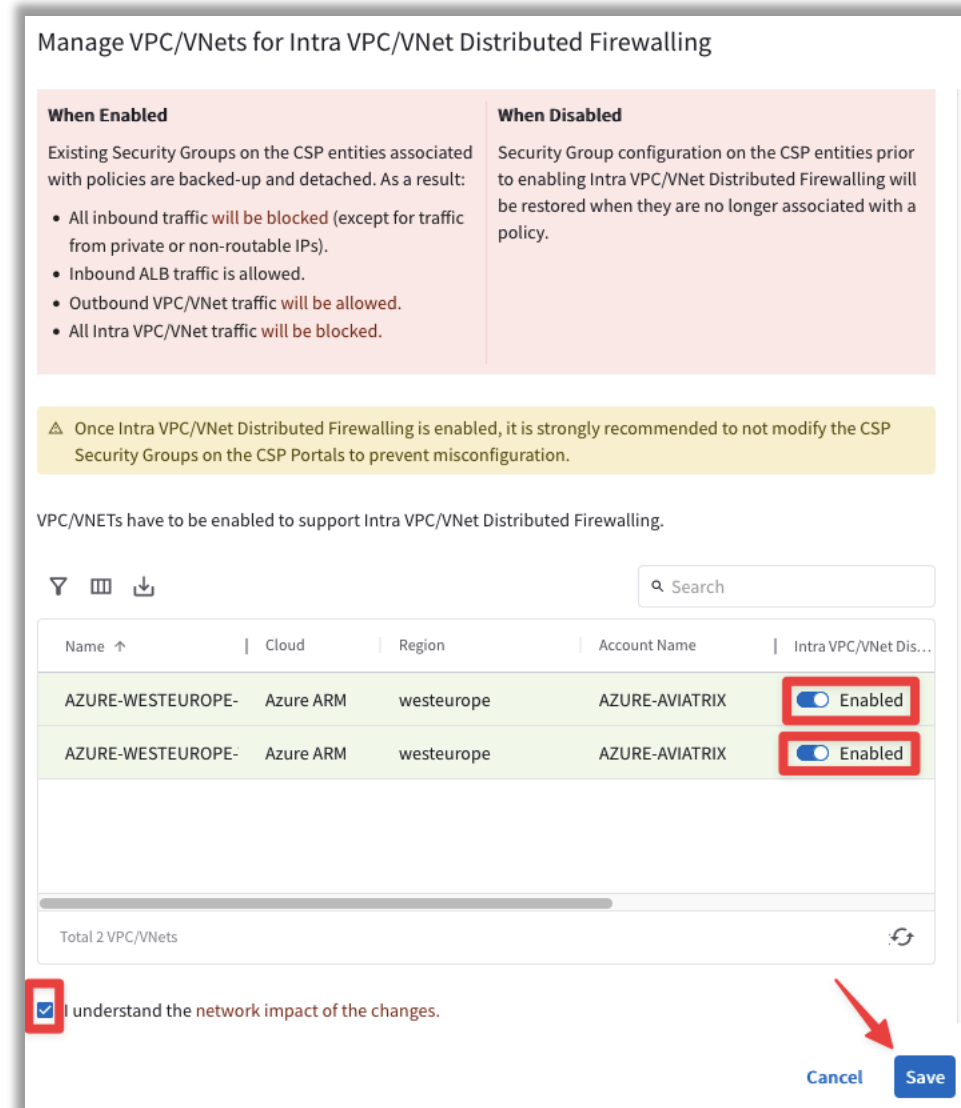 Manage VPC/VNets for Intra VPC/VNet Distributed Firewalling
When Enabled
Existing Security Groups on the CSP entities associated
with policies are backed-up and detached. As a result:
• All inbound traffic will be blocked (except for traffic
from private or non-routable IPs).
• Inbound ALB traffic is allowed.
• Outbound VPC/VNet traffic will be allowed.
• All Intra VPC/VNet traffic will be blocked.
When Disabled
Security Group configuration on the CSP entities prior
to enabling Intra VPC/VNet Distributed Firewalling will
be restored when they are no longer associated with a
policy.
Once Intra VPC/VNet Distributed Firewalling is enabled, it is strongly recommended to not modify the CSP
Security Groups on the CSP Portals to prevent misconfiguration.
VPC/VNETs have to be enabled to support Intra VPC/VNet Distributed Firewalling.
Search
Name Cloud Region Account Name Intra VPC/VNet Dis...
AZURE-WESTEUROPE- Azure ARM westeurope AZURE-AVIATRIX Enabled
AZURE-WESTEUROPE- Azure ARM westeurope AZURE-AVIATRIX Enabled
Total 2 VPC/VNets
I understand the network impact of the changes.
Cancel Save